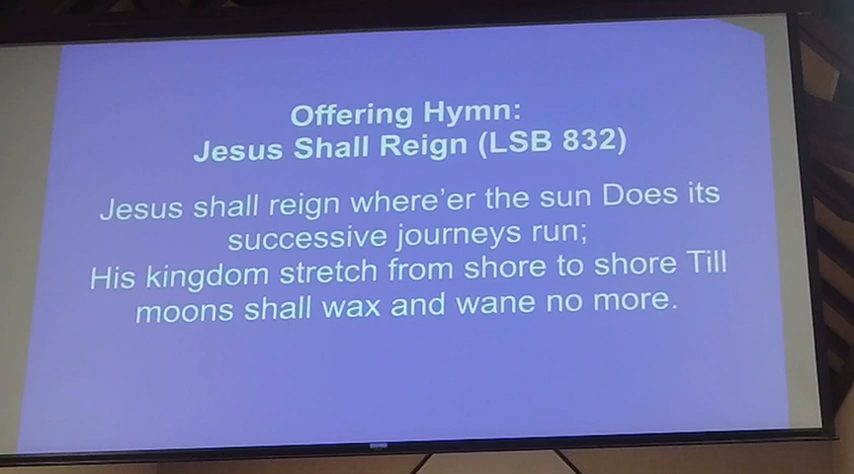 Offering Hymn:
Jesus Shall Reign (LSB 832)
Jesus shall reign where’er the sun Does its
successive journeys run;
His kingdom stretch from shore to shore Till
moons shall wax and wane no more.